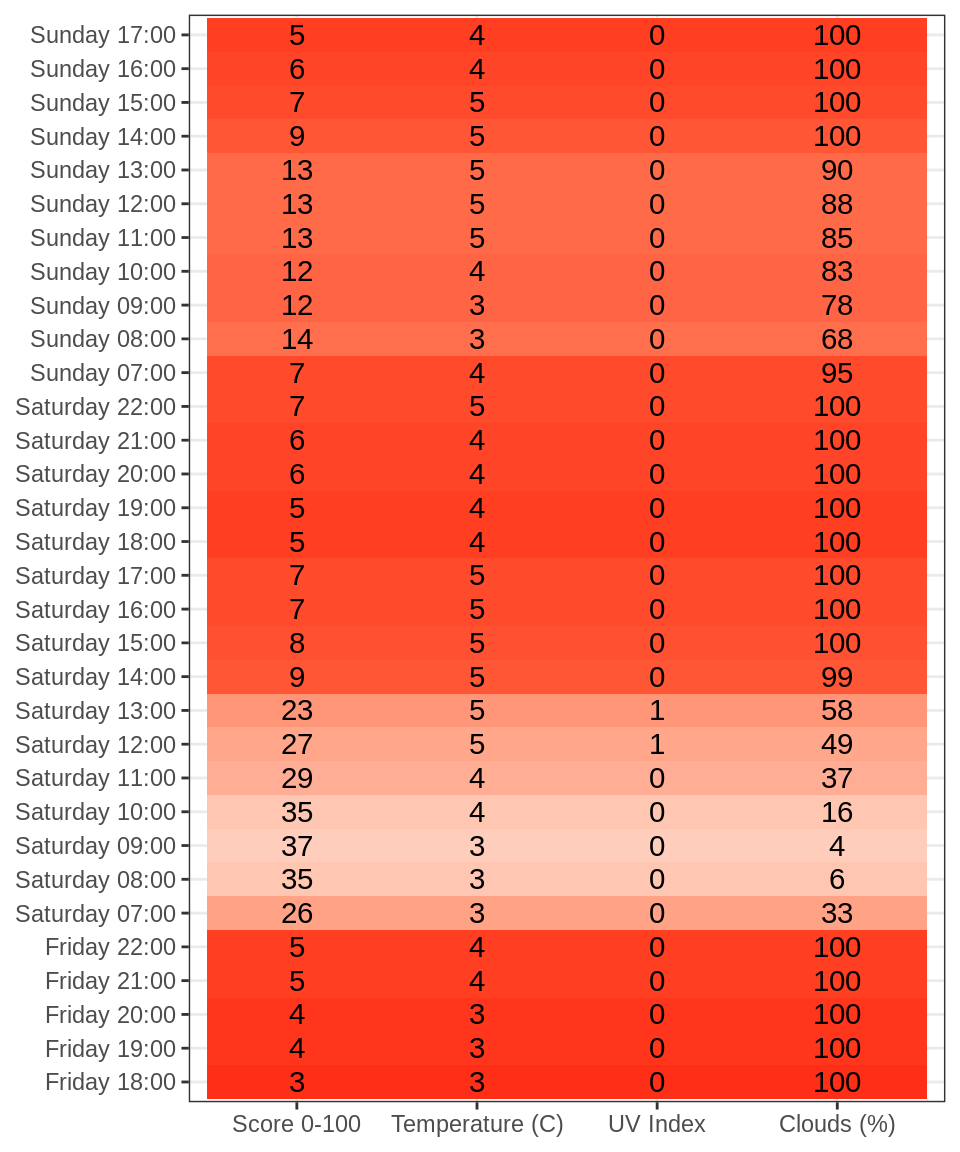 Sunday 17:00 5 4 0 100
Sunday 16:00 6 4 0 100
Sunday 15:00 7 5 0 100
Sunday 14:00 9 5 0 100
Sunday 13:00 13 5 0 90
Sunday 12:00 13 5 0 88
Sunday 11:00 13 5 0 85
Sunday 10:00 12 4 0 83
Sunday 09:00 12 3 0 78
Sunday 08:00 14 3 0 68
Sunday 07:00 7 4 0 95
Saturday 22:00 7 5 0 100
Saturday 21:00 6 4 0 100
Saturday 20:00 6 4 0 100
Saturday 19:00 5 4 0 100
Saturday 18:00 5 4 0 100
Saturday 17:00 7 5 0 100
Saturday 16:00 7 5 0 100
Saturday 15:00 8 5 0 100
Saturday 14:00 9 5 0 99
Saturday 13:00 23 5 1 58
Saturday 12:00 27 5 1 49
Saturday 11:00 29 4 0 37
Saturday 10:00 35 4 0 16
Saturday 09:00 37 3 0 4
Saturday 08:00 35 3 0 6
Saturday 07:00 26 3 0 33
Friday 22:00 5 4 0 100
Friday 21:00 5 4 0 100
Friday 20:00 4 3 0 100
Friday 19:00 4 3 0 100
Friday 18:00 3 3 0 100
Score 0-100 Temperature (C) UV Index Clouds (%)